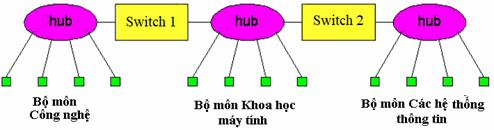 hub
Switch 1
hub
Switch 2
hub
Bộ môn
Công nghệ
Bộ môn Khoa học
máy tính
Bộ môn Các hệ thống
thông tin